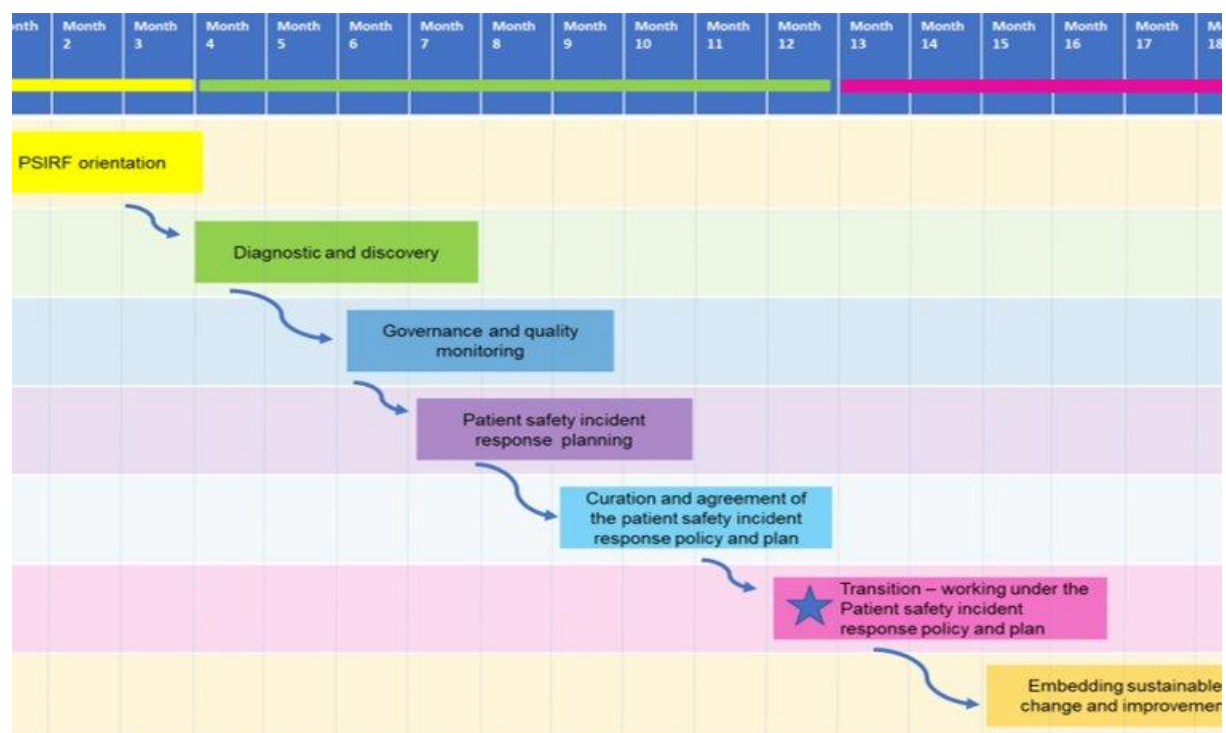 nth Month Month Month Month Month Month Month Month Month Month Month Month Month Month Month Month Mo
2 3 4 5 6 7 8 9 10 11 12 13 14 15 16 17 18
PSIRF orientation
Diagnostic and discovery
Governance and quality
monitoring
Patient safety incident
response planning
Curation and agreement of
the patient safety incident
response policy and plan
Transition – working under the
Patient safety incident
response policy and plan
Embedding sustainable
change and improvemen